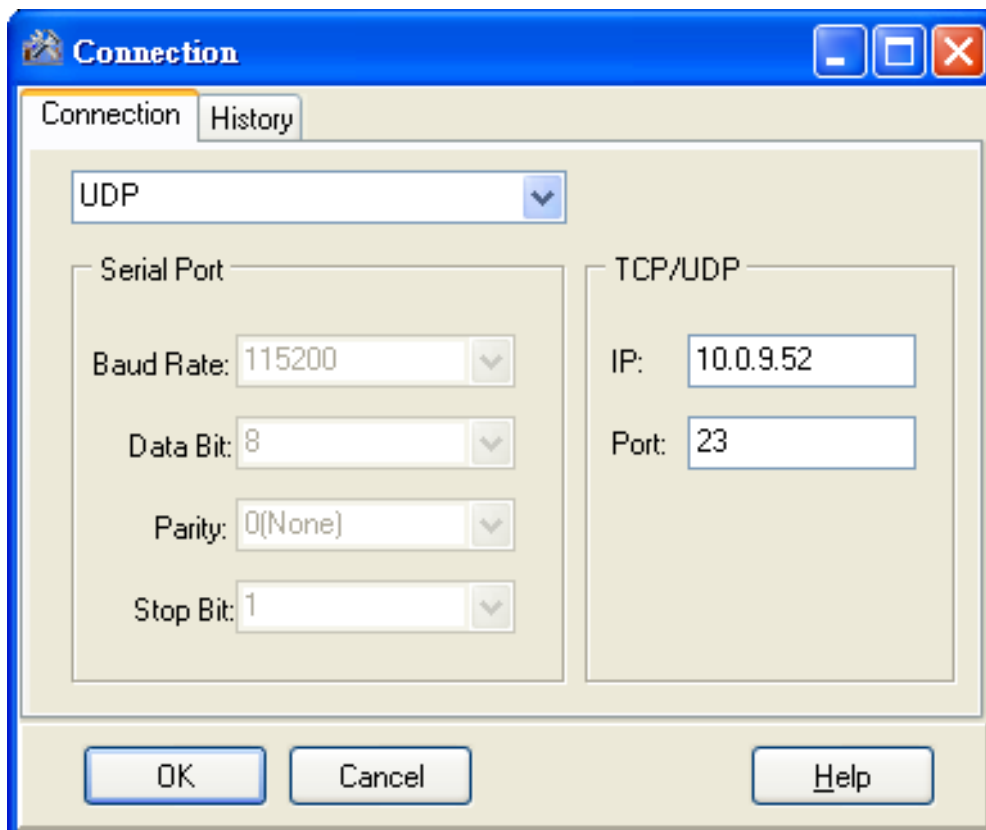 Connection
Connection
History
UDP
Serial Port
Baud Rate: 115200
Data Bit: 8
Parity: 0(None)
Stop Bit: 1
TCP/UDP
IP: 10.0.9.52
Port: 23
OK
Cancel
Help